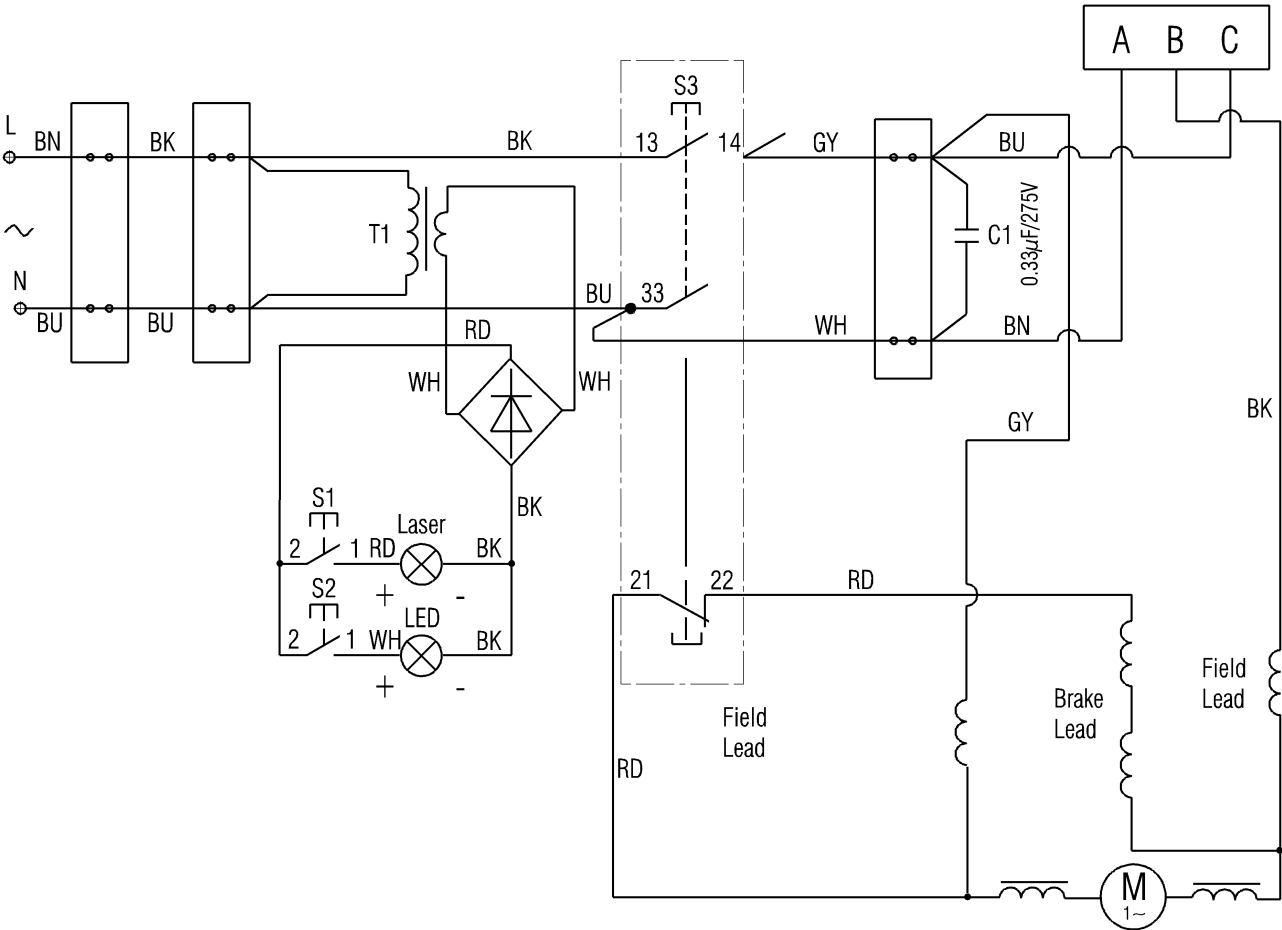 A B C
S3
L
BN
BK
BK
13
14
GY
BU
T1
C1
0.33µF/275V
N
BU
BU
BU
33
WH
BN
RD
WH
WH
BK
GY
S1
BK
Laser
2
1
RD
BK
+
-
S2
LED
2
1
WH
BK
+
-
21
22
RD
Field
Lead
Brake
Lead
Field
Lead
RD
M
1~